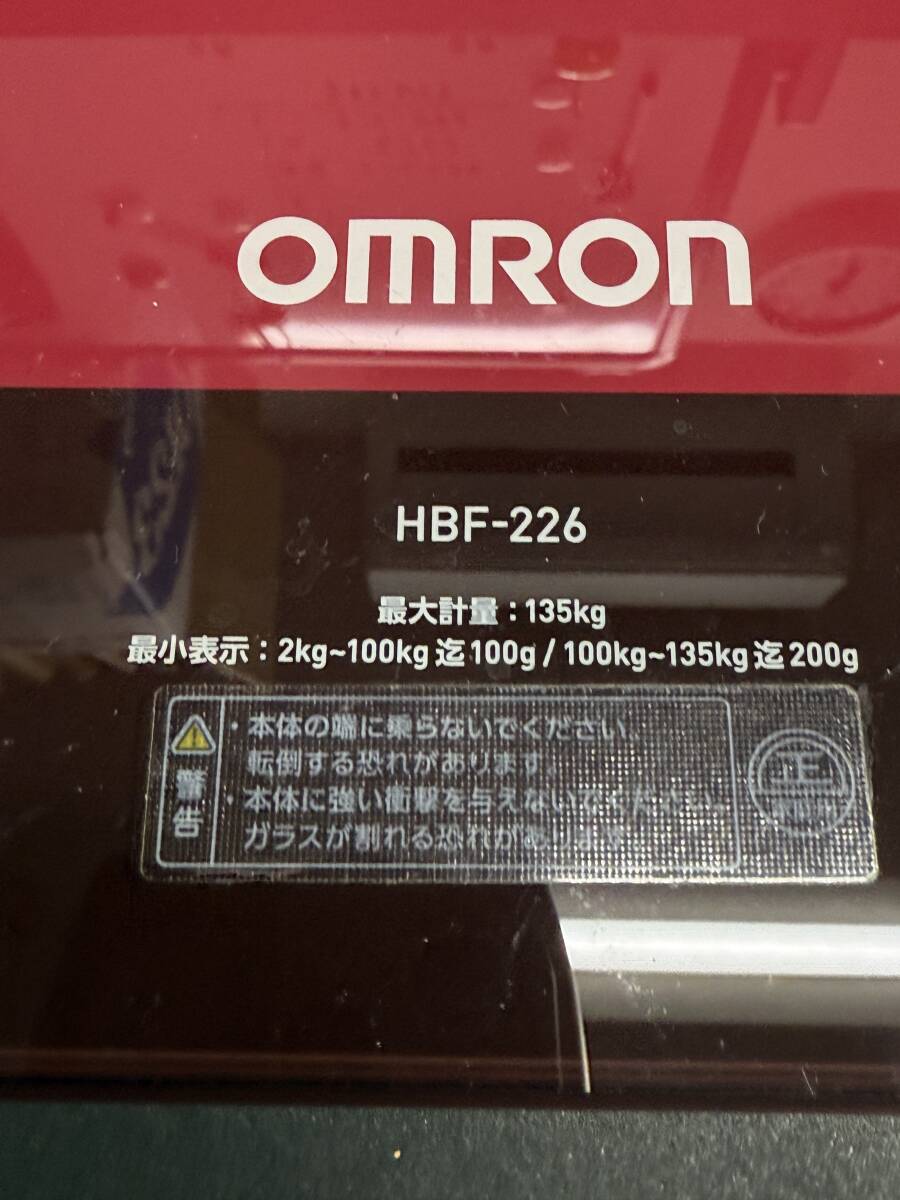 OMRON
HBF-226
最大計量：135kg
最小表示：2kg~100kg 迄 100g / 100kg~135kg 迄 200g
警告
・本体の端に乗らないでください。
転倒する恐れがあります。
・本体に強い衝撃を与えないでください。
ガラスが割れる恐れがあります。
正